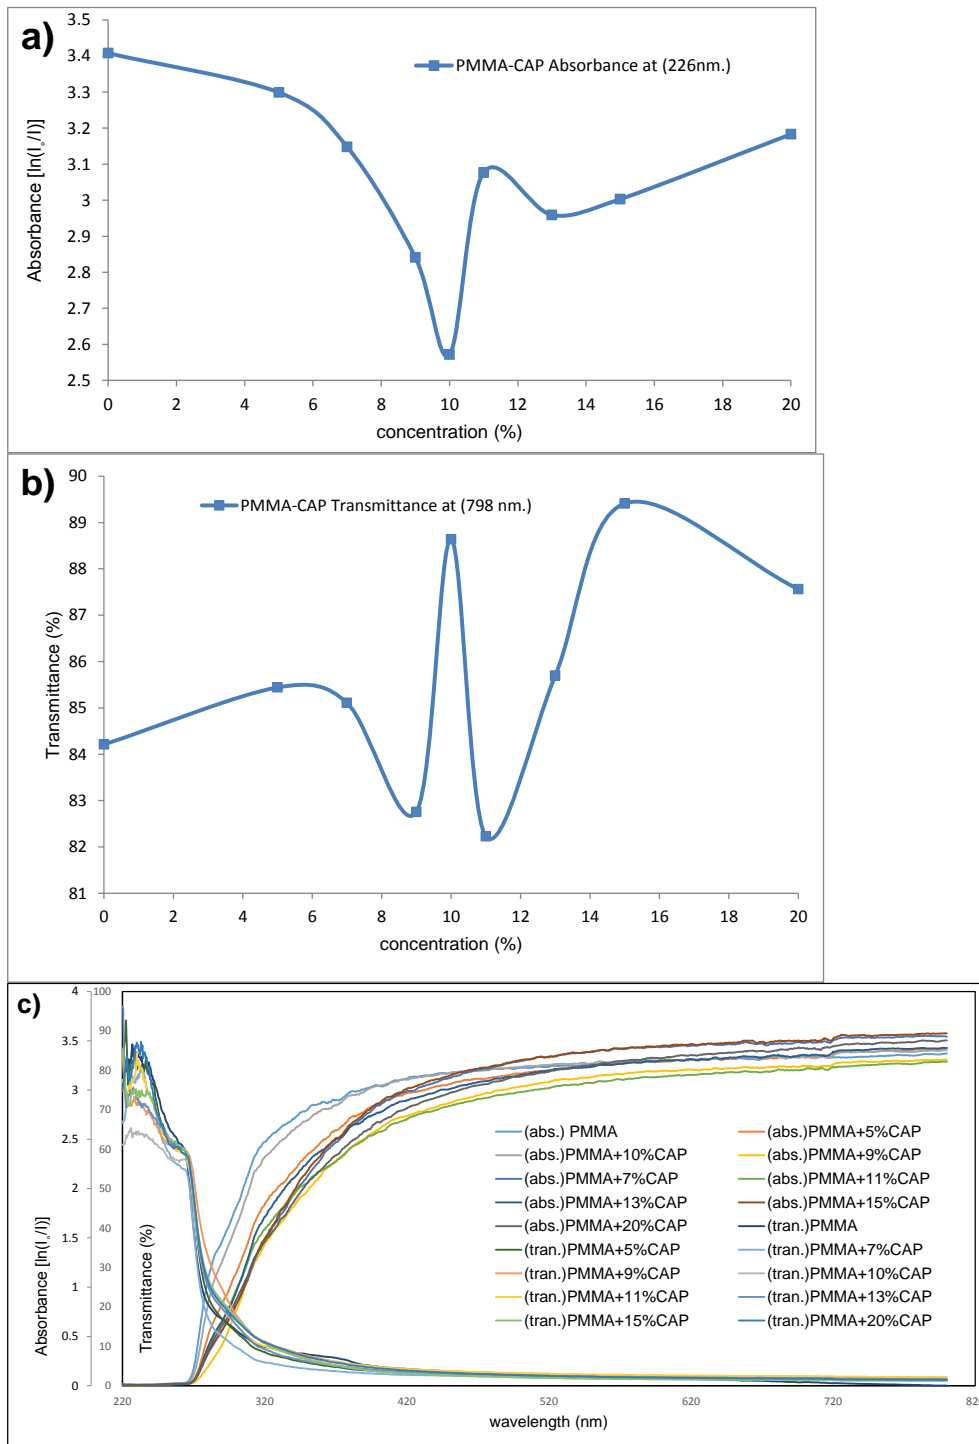 a)
3.5
3.4
3.3
3.2
3.1
3
2.9
2.8
2.7
2.6
2.5
Absorbance [ln(I˳/I)]
PMMA-CAP Absorbance at (226nm.)
0 2 4 6 8 10 12 14 16 18 20
concentration (%)
b)
90
89
88
87
86
85
84
83
82
81
Transmittance (%)
PMMA-CAP Transmittance at (798 nm.)
0 2 4 6 8 10 12 14 16 18 20
concentration (%)
c)
4
3.5
3
2.5
2
1.5
1
0.5
0
Absorbance [ln(I˳/I)]
100
90
80
70
60
50
40
30
20
10
0
Transmittance (%)
(abs.) PMMA (abs.)PMMA+5%CAP
(abs.)PMMA+10%CAP (abs.)PMMA+9%CAP
(abs.)PMMA+7%CAP (abs.)PMMA+11%CAP
(abs.)PMMA+13%CAP (abs.)PMMA+15%CAP
(abs.)PMMA+20%CAP (tran.)PMMA
(tran.)PMMA+5%CAP (tran.)PMMA+7%CAP
(tran.)PMMA+9%CAP (tran.)PMMA+10%CAP
(tran.)PMMA+11%CAP (tran.)PMMA+13%CAP
(tran.)PMMA+15%CAP (tran.)PMMA+20%CAP
220 320 420 520 620 720 820
wavelength (nm)